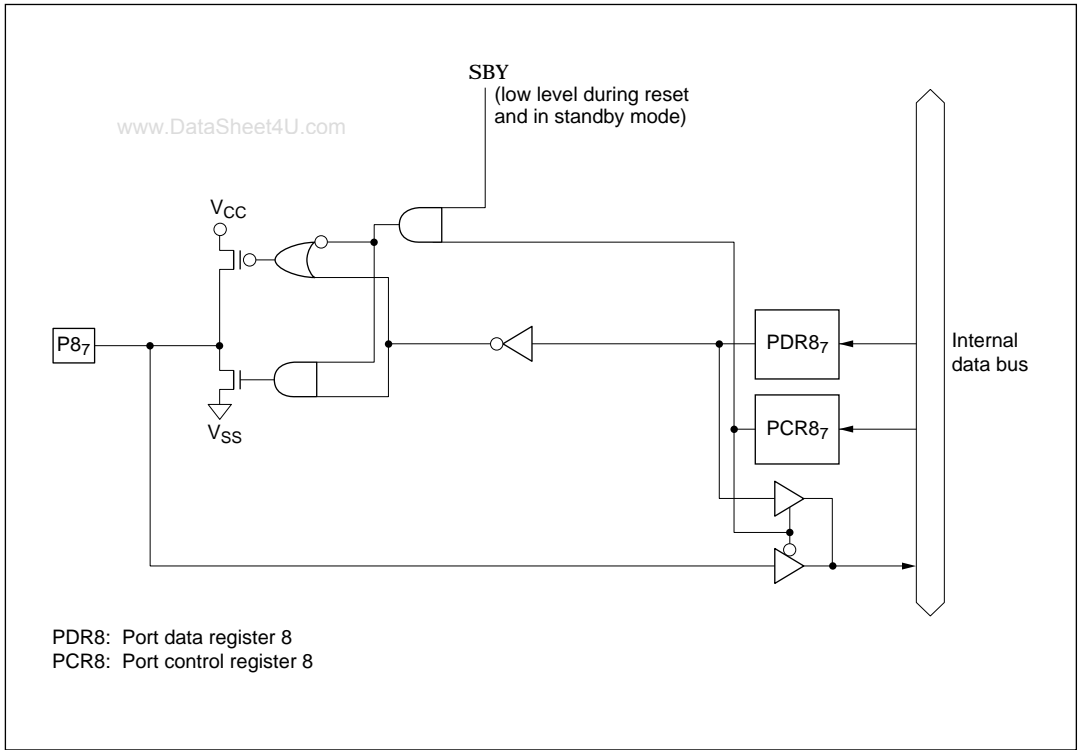 SBY
(low level during reset
and in standby mode)
www.DataSheet4U.com
VCC
P87
PDR87
Internal
data bus
PCR87
VSS
PDR8: Port data register 8
PCR8: Port control register 8